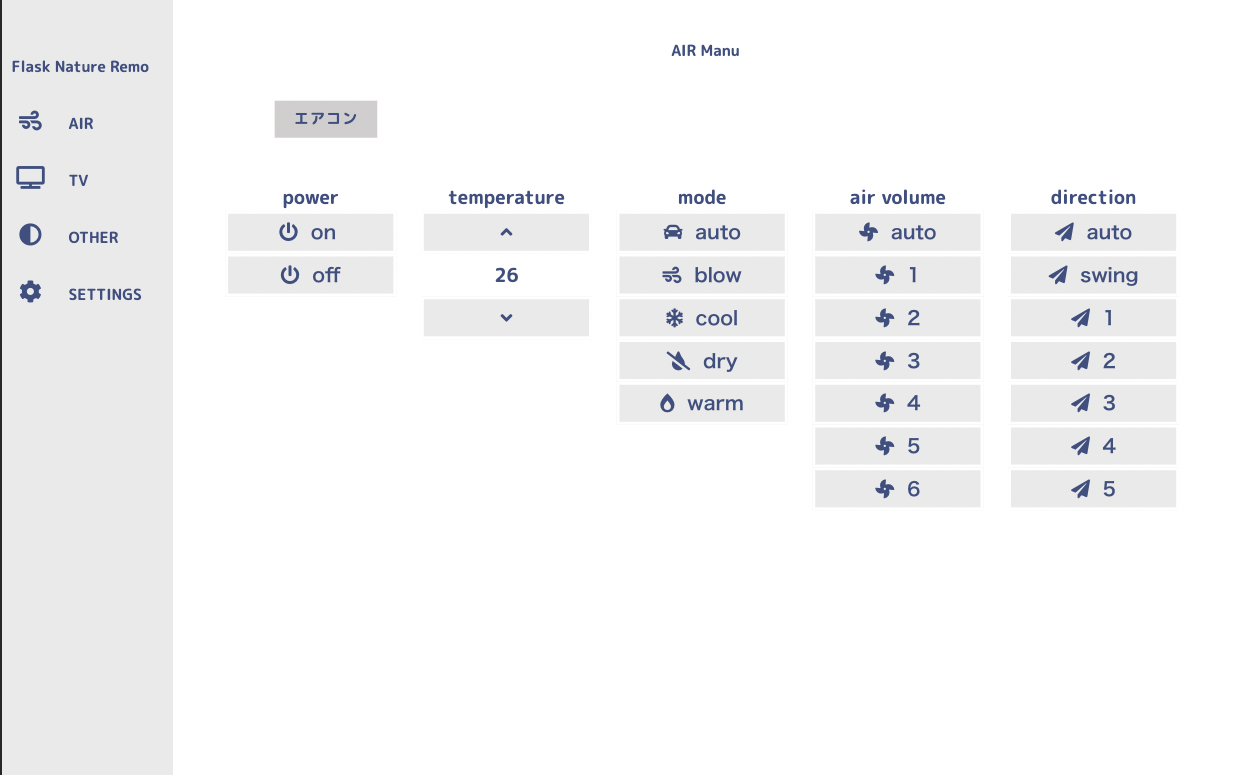 Flask Nature Remo
AIR
TV
OTHER
SETTINGS
AIR Manu
エアコン
power
on
off
temperature
26
mode
auto
blow
cool
dry
warm
air volume
auto
1
2
3
4
5
6
direction
auto
swing
1
2
3
4
5